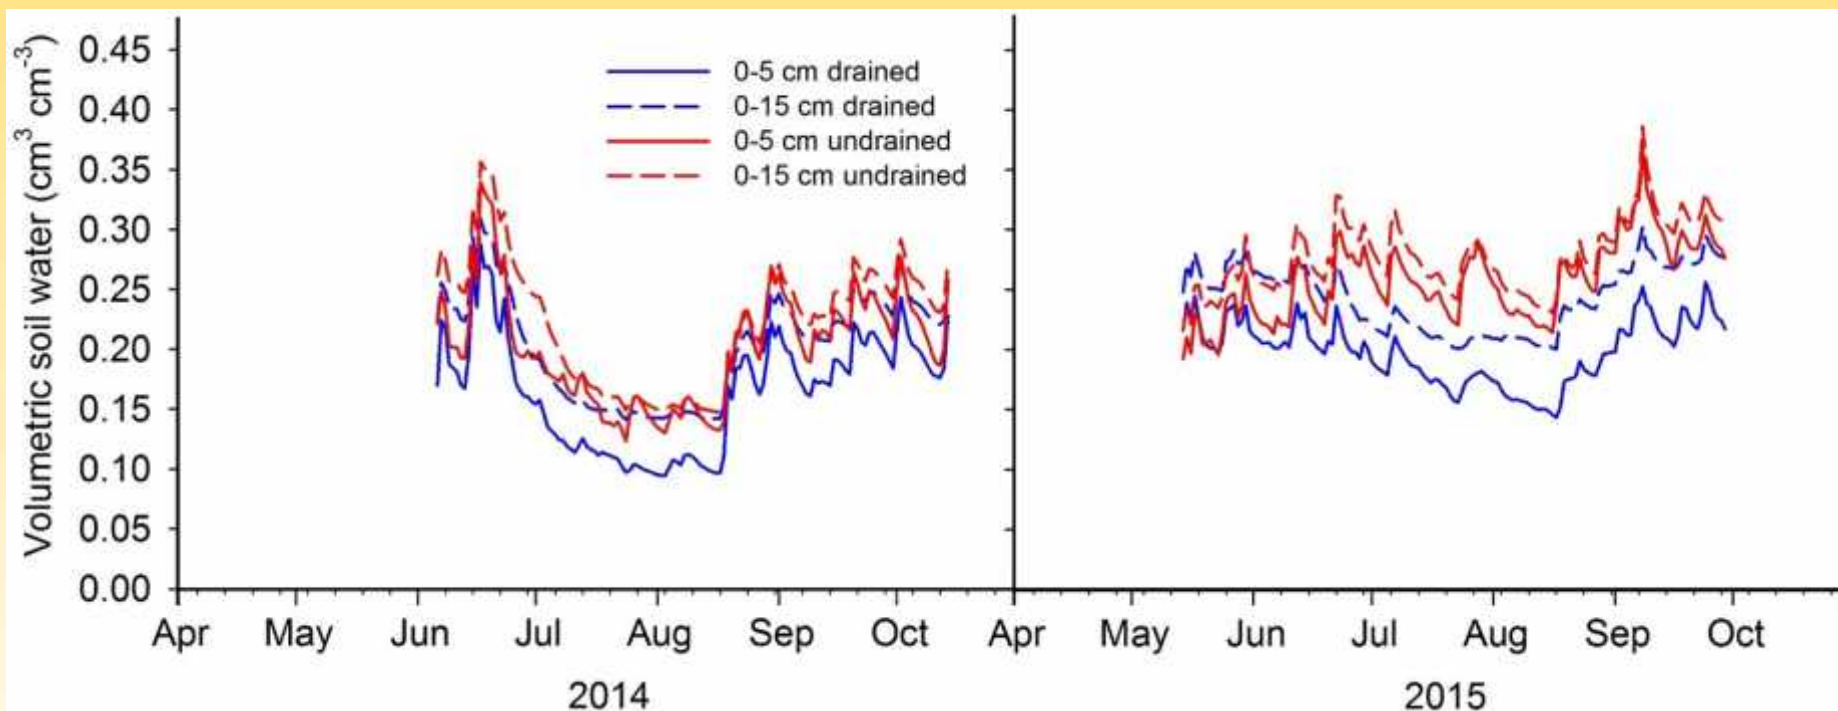 Volumetric soil water (cm³ cm⁻³)
0.45
0.40
0.35
0.30
0.25
0.20
0.15
0.10
0.05
0.00
0-5 cm drained
0-15 cm drained
0-5 cm undrained
0-15 cm undrained
Apr May Jun Jul Aug Sep Oct Apr May Jun Jul Aug Sep Oct
2014 2015